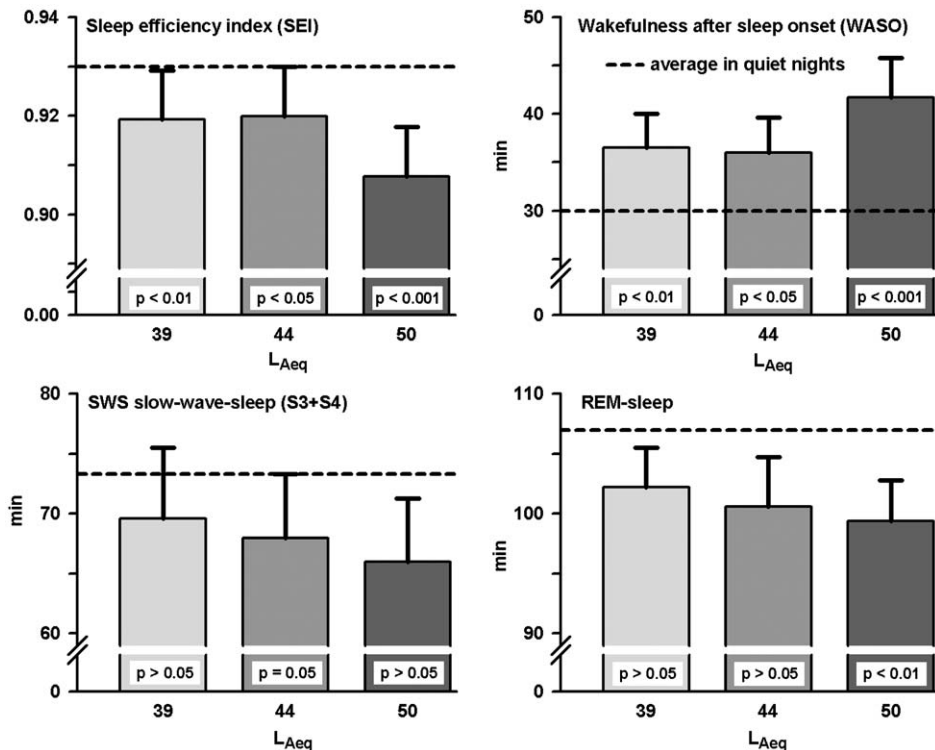 Sleep efficiency index (SEI)
0.94
0.92
0.90
0.00
p < 0.01
p < 0.05
p < 0.001
39
44
50
LAeq
Wakefulness after sleep onset (WASO)
average in quiet nights
min
50
40
30
0
p < 0.01
p < 0.05
p < 0.001
39
44
50
LAeq
SWS slow-wave-sleep (S3+S4)
min
80
70
60
0
p > 0.05
p = 0.05
p > 0.05
39
44
50
LAeq
REM-sleep
min
110
100
90
0
p > 0.05
p > 0.05
p < 0.01
39
44
50
LAeq